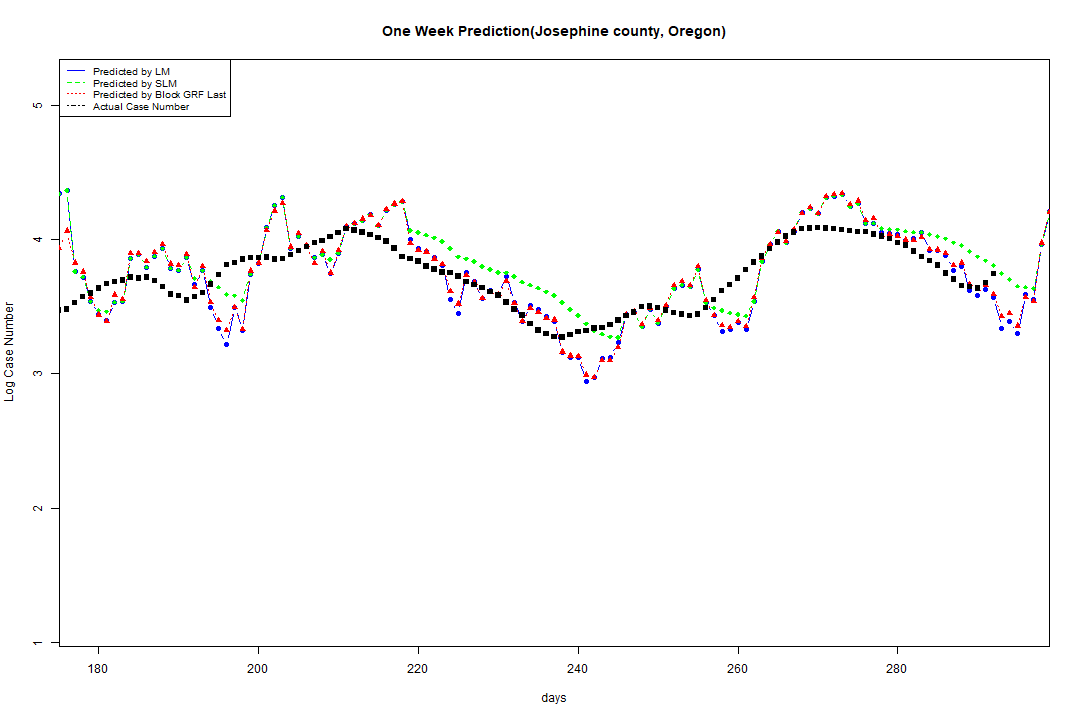 One Week Prediction(Josephine county, Oregon)
Predicted by LM
Predicted by SLM
Predicted by Block GRF Last
Actual Case Number
5
4
3
2
1
Log Case Number
180 200 220 240 260 280
days